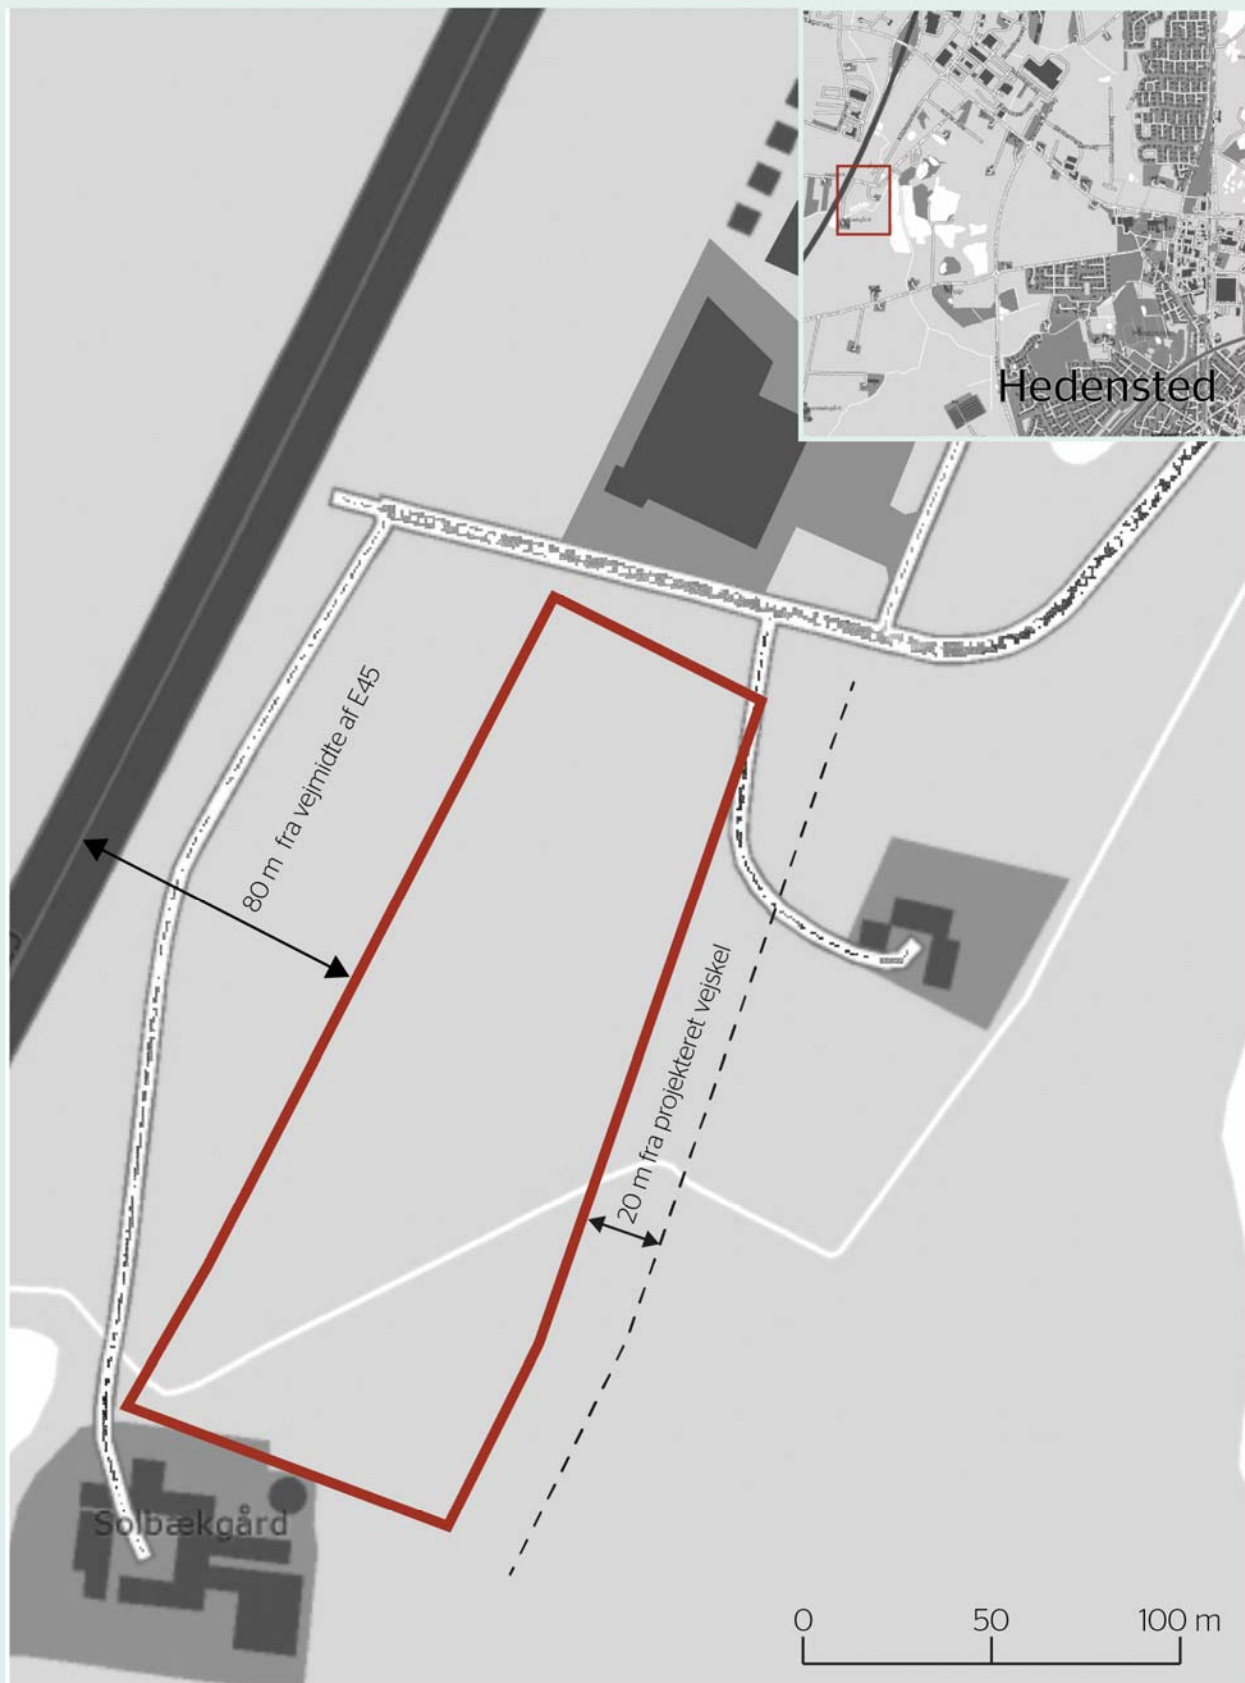 Hedensted
80 m fra vejmidte af E45
20 m fra projekteret vejskel
Solbækgård
0 50 100 m